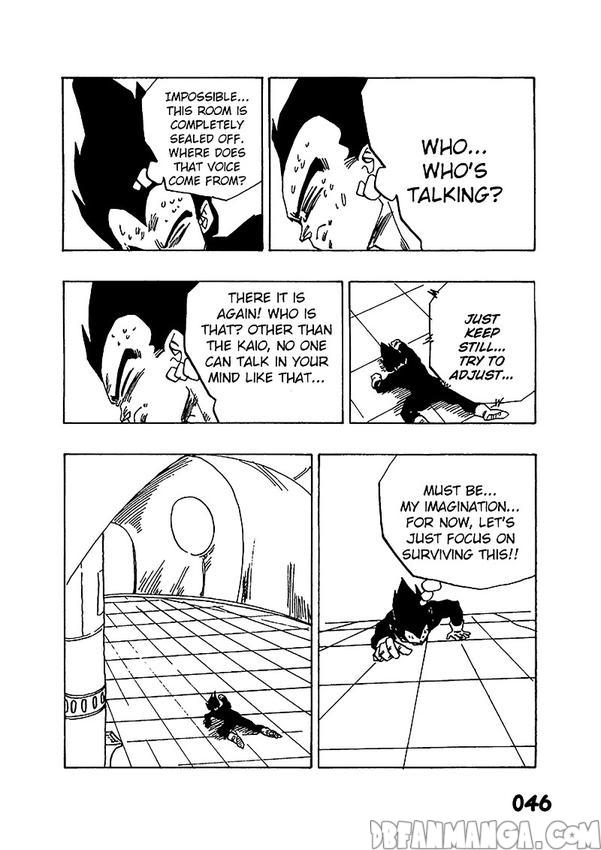 WHO...
WHO'S
TALKING?
IMPOSSIBLE...
THIS ROOM IS
COMPLETELY
SEALED OFF.
WHERE DOES
THAT VOICE
COME FROM?
JUST
KEEP
STILL...
TRY TO
ADJUST...
THERE IT IS
AGAIN! WHO IS
THAT? OTHER THAN
THE KAIO, NO ONE
CAN TALK IN YOUR
MIND LIKE THAT...
MUST BE...
MY IMAGINATION...
FOR NOW, LET'S
JUST FOCUS ON
SURVIVING THIS!!
046
DBFANMANGA.COM